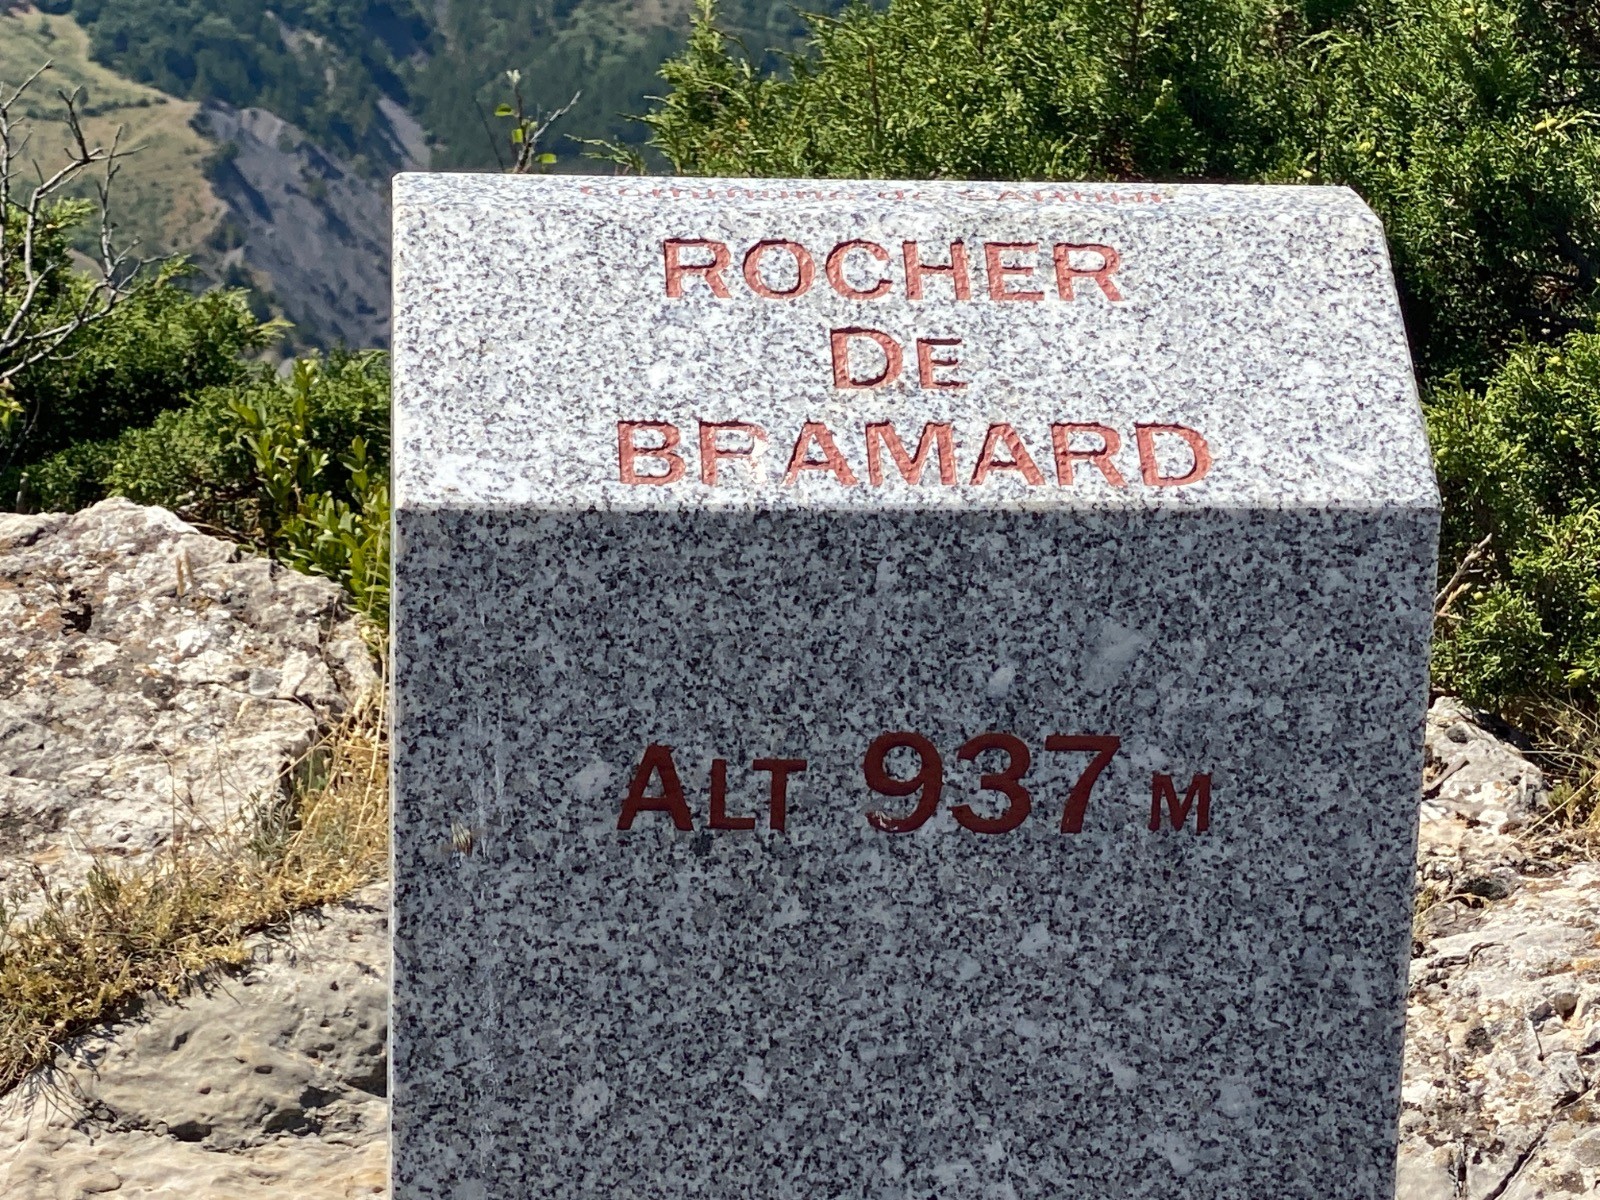 ROCHER
DE
BRAMARD
ALT 937 M